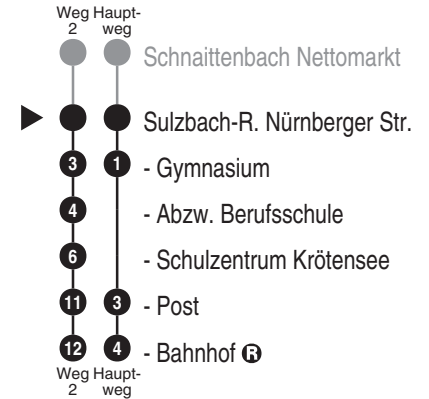 Weg Haupt-
2 weg
Schnaittenbach Nettomarkt
Sulzbach-R. Nürnberger Str.
3 1 - Gymnasium
4 - Abzw. Berufsschule
6 - Schulzentrum Krötensee
11 3 - Post
12 4 - Bahnhof R
Weg Haupt-
2 weg